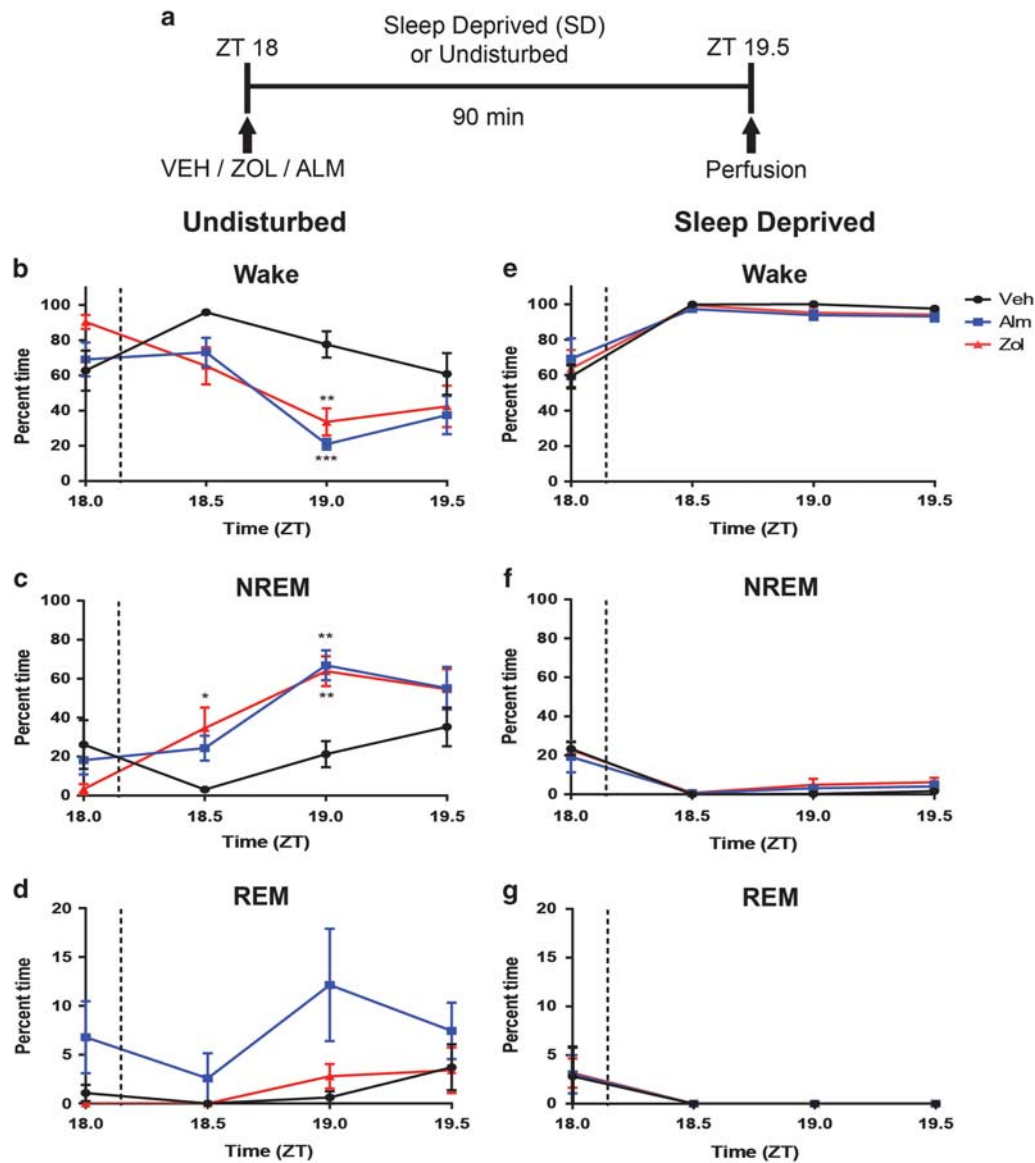 a
Sleep Deprived (SD)
or Undisturbed
ZT 18
ZT 19.5
90 min
VEH / ZOL / ALM
Perfusion
Undisturbed
Sleep Deprived
b
Wake
Percent time
100
80
60
40
20
0
**
***
18.0 18.5 19.0 19.5
Time (ZT)
e
Wake
Percent time
100
80
60
40
20
0
18.0 18.5 19.0 19.5
Time (ZT)
Veh
Alm
Zol
c
NREM
Percent time
100
80
60
40
20
0
*
**
**
18.0 18.5 19.0 19.5
Time (ZT)
f
NREM
Percent time
100
80
60
40
20
0
18.0 18.5 19.0 19.5
Time (ZT)
d
REM
Percent time
20
15
10
5
0
18.0 18.5 19.0 19.5
Time (ZT)
g
REM
Percent time
20
15
10
5
0
18.0 18.5 19.0 19.5
Time (ZT)